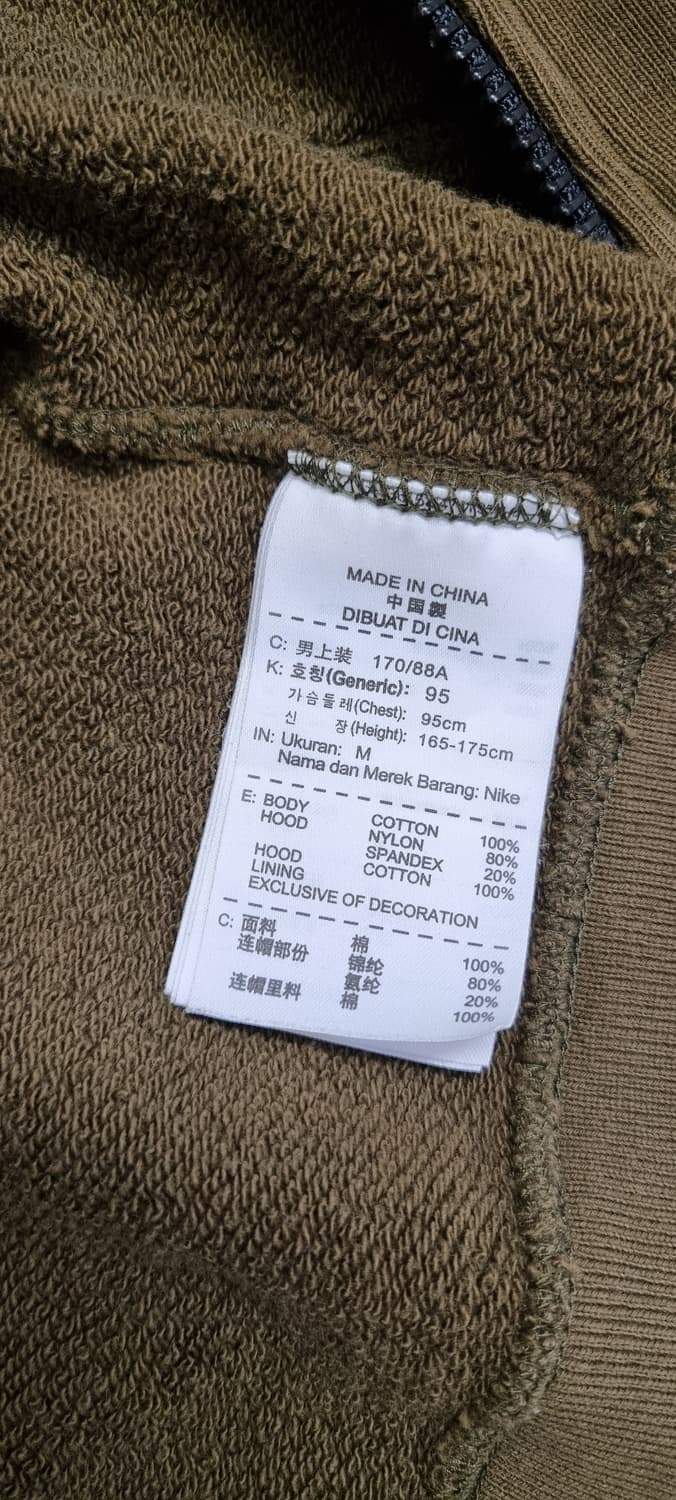 MADE IN CHINA
中国製
DIBUAT DI CINA
C: 男上装 170/88A
K: 호칭(Generic): 95
가슴둘레(Chest): 95cm
신 장(Height): 165-175cm
IN: Ukuran: M
Nama dan Merek Barang: Nike
E: BODY COTTON 100%
HOOD NYLON 80%
SPANDEX 20%
HOOD LINING COTTON 100%
EXCLUSIVE OF DECORATION
C: 面料 棉 100%
连帽部份 锦纶 80%
氨纶 20%
连帽里料 棉 100%